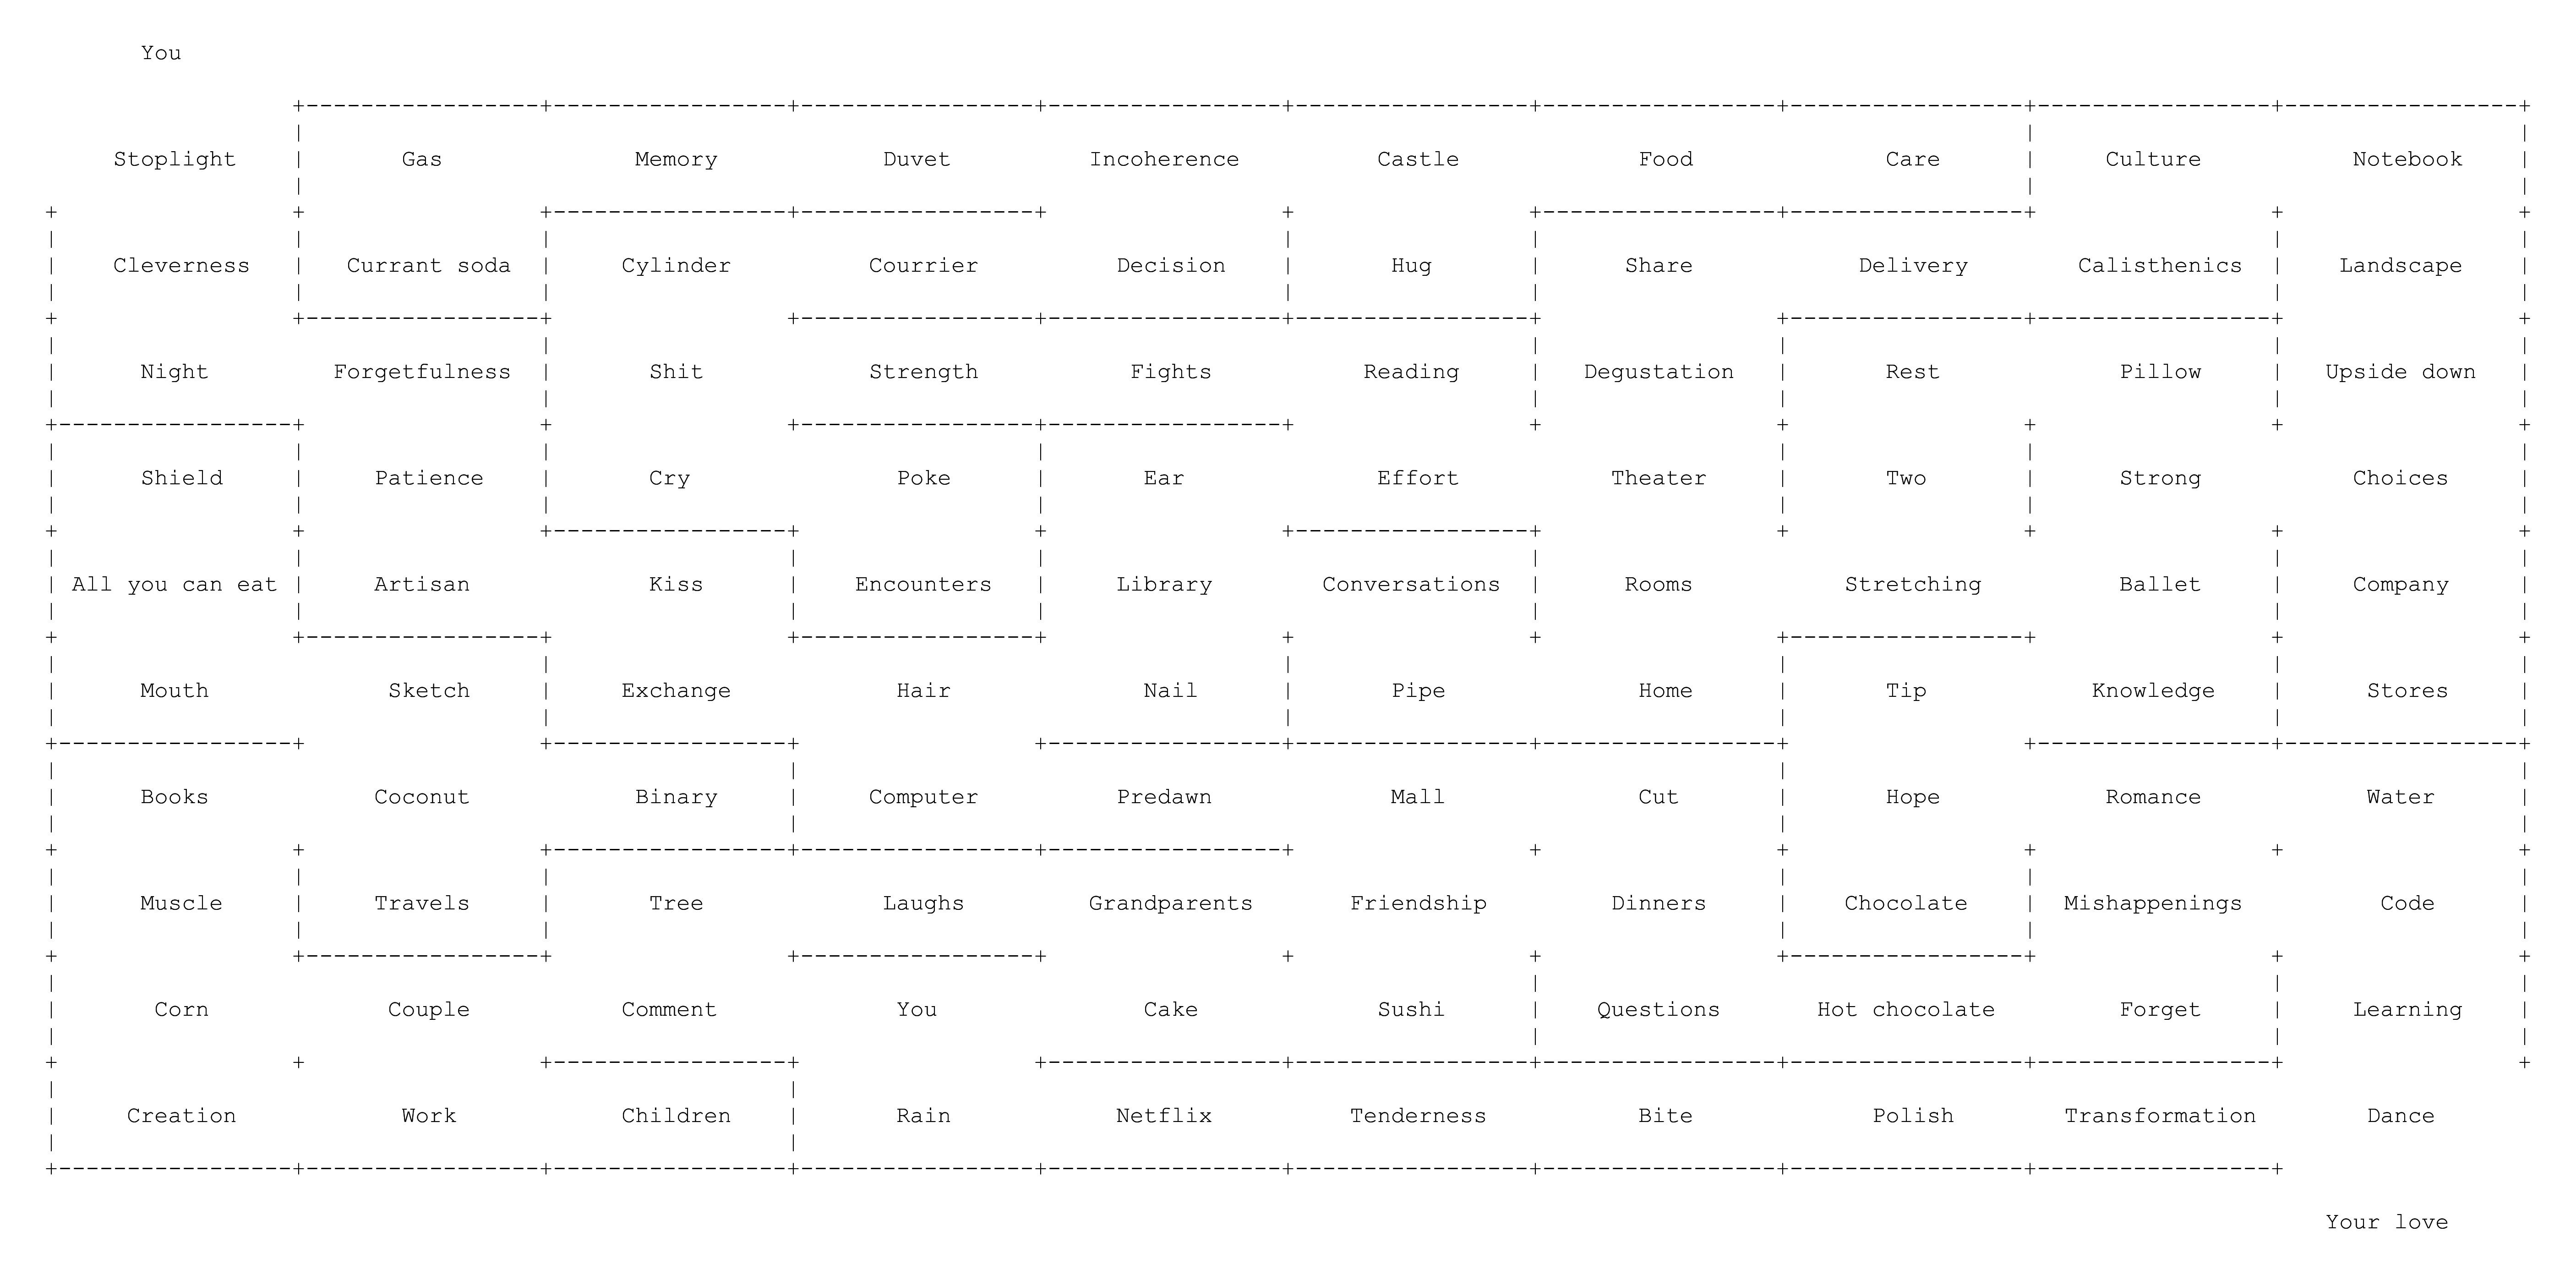 You
Stoplight Gas Memory Duvet Incoherence Castle Food Care Culture Notebook
Cleverness Currant soda Cylinder Courrier Decision Hug Share Delivery Calisthenics Landscape
Night Forgetfulness Shit Strength Fights Reading Degustation Rest Pillow Upside down
Shield Patience Cry Poke Ear Effort Theater Two Strong Choices
All you can eat Artisan Kiss Encounters Library Conversations Rooms Stretching Ballet Company
Mouth Sketch Exchange Hair Nail Pipe Home Tip Knowledge Stores
Books Coconut Binary Computer Predawn Mall Cut Hope Romance Water
Muscle Travels Tree Laughs Grandparents Friendship Dinners Chocolate Mishappenings Code
Corn Couple Comment You Cake Sushi Questions Hot chocolate Forget Learning
Creation Work Children Rain Netflix Tenderness Bite Polish Transformation Dance
Your love